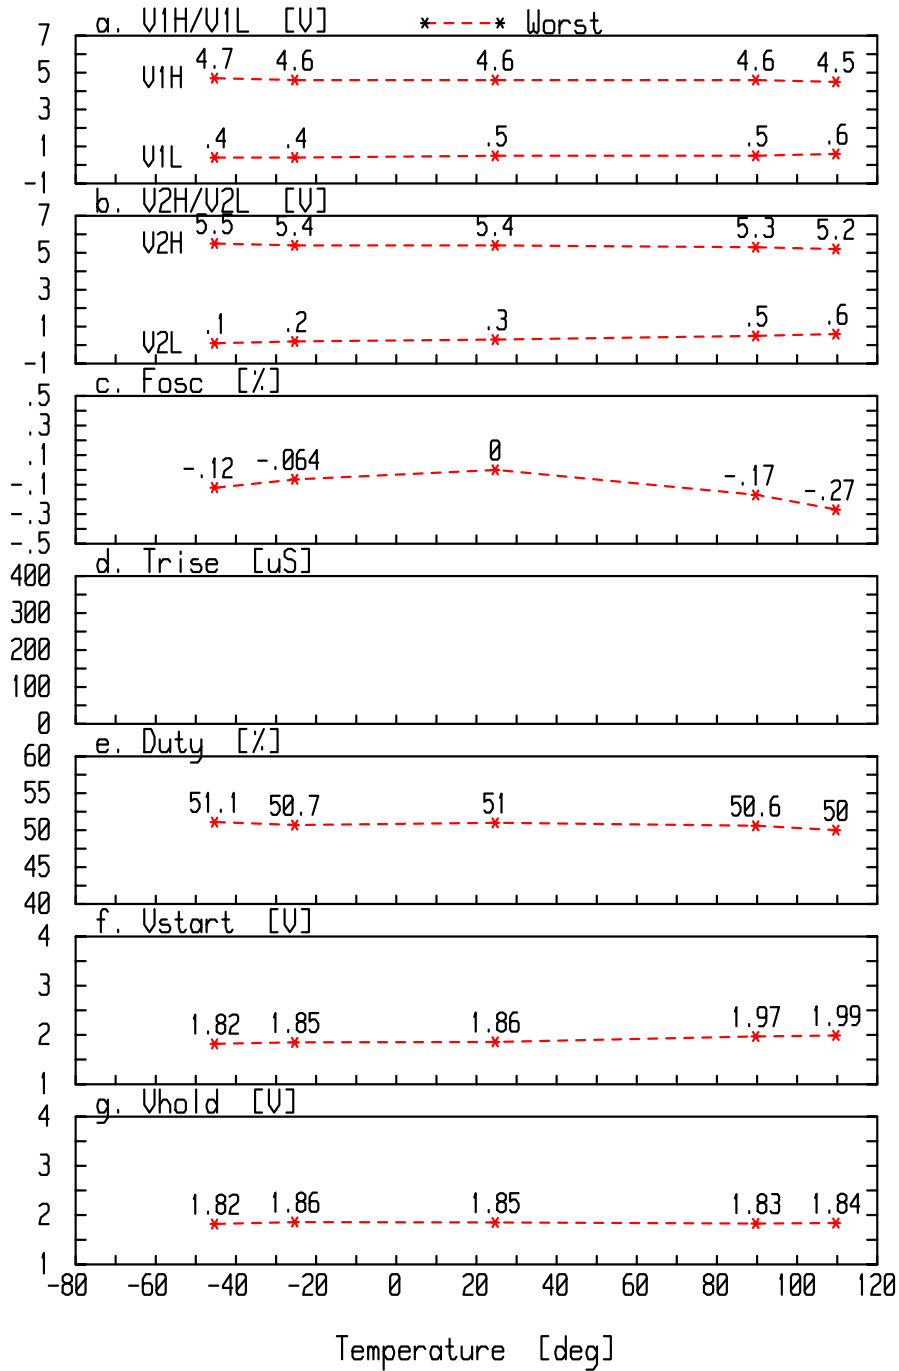 a. V1H/V1L [V] Worst
7
5
3
1
-1
V1H 4.7 4.6 4.6 4.6 4.5
V1L .4 .4 .5 .5 .6
b. V2H/V2L [V]
7
5
3
1
-1
V2H 5.5 5.4 5.4 5.3 5.2
V2L .1 .2 .3 .5 .6
c. Fosc [%]
.5
.3
.1
-.1
-.3
-.5
-.12 -.064 0 -.17 -.27
d. Trise [uS]
400
300
200
100
0
e. Duty [%]
60
55
50
45
40
51.1 50.7 51 50.6 50
f. Vstart [V]
4
3
2
1
1.82 1.85 1.86 1.97 1.99
g. Vhold [V]
4
3
2
1
1.82 1.86 1.85 1.83 1.84
-80 -60 -40 -20 0 20 40 60 80 100 120
Temperature [deg]